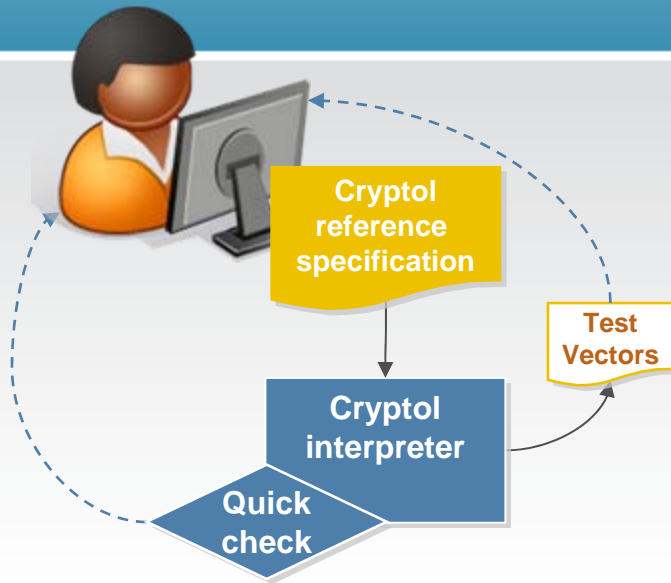 Cryptol
reference
specification
Test
Vectors
Cryptol
interpreter
Quick
check